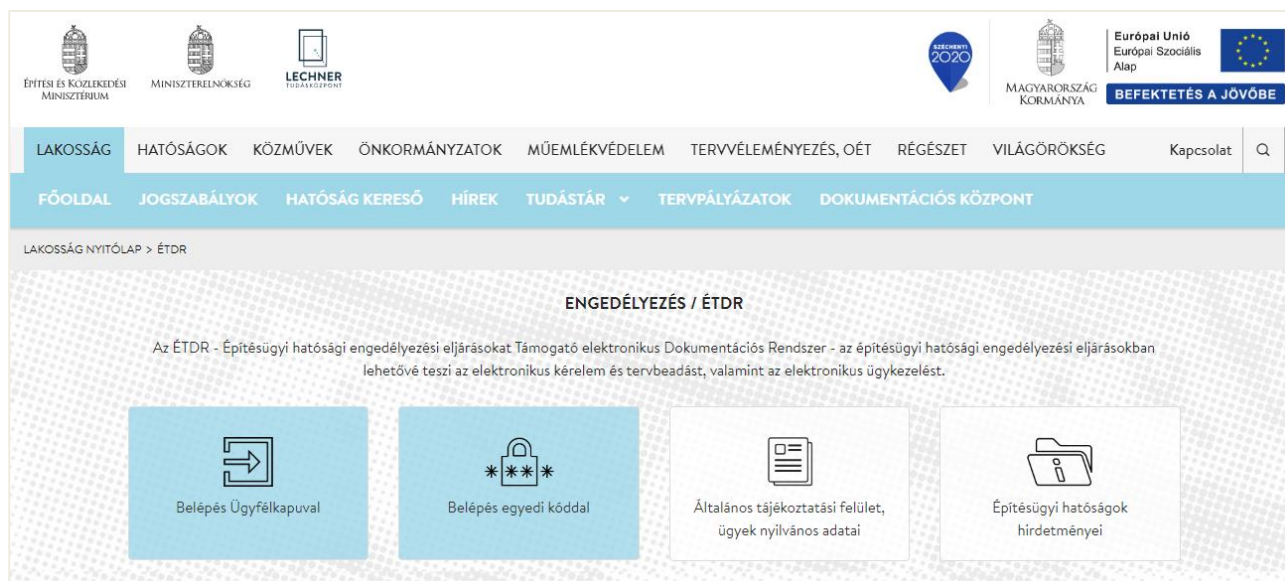 ÉPÍTÉSI ÉS KÖZLEKEDÉSI
MINISZTÉRIUM
MINISZTERELNÖKSÉG
LECHNER
TUDÁSKÖZPONT
SZÉCHENYI
2020
MAGYARORSZÁG
KORMÁNYA
Európai Unió
Európai Szociális
Alap
BEFEKTETÉS A JÖVŐBE
LAKOSSÁG HATÓSÁGOK KÖZMŰVEK ÖNKORMÁNYZATOK MŰEMLÉKVÉDELEM TERVVÉLEMÉNYEZÉS, OÉT RÉGÉSZET VILÁGÖRÖKSÉG Kapcsolat
FŐOLDAL JOGSZABÁLYOK HATÓSÁG KERESŐ HÍREK TUDÁSTÁR TERVPÁLYÁZATOK DOKUMENTÁCIÓS KÖZPONT
LAKOSSÁG NYITÓLAP > ÉTDR
ENGEDÉLYEZÉS / ÉTDR
Az ÉTDR - Építésügyi hatósági engedélyezési eljárásokat Támogató elektronikus Dokumentációs Rendszer - az építésügyi hatósági engedélyezési eljárásokban
lehetővé teszi az elektronikus kérelem és tervbeadást, valamint az elektronikus ügykezelést.
Belépés Ügyfélkapuval
Belépés egyedi kóddal
Általános tájékoztatási felület,
ügyek nyilvános adatai
Építésügyi hatóságok
hirdetményei